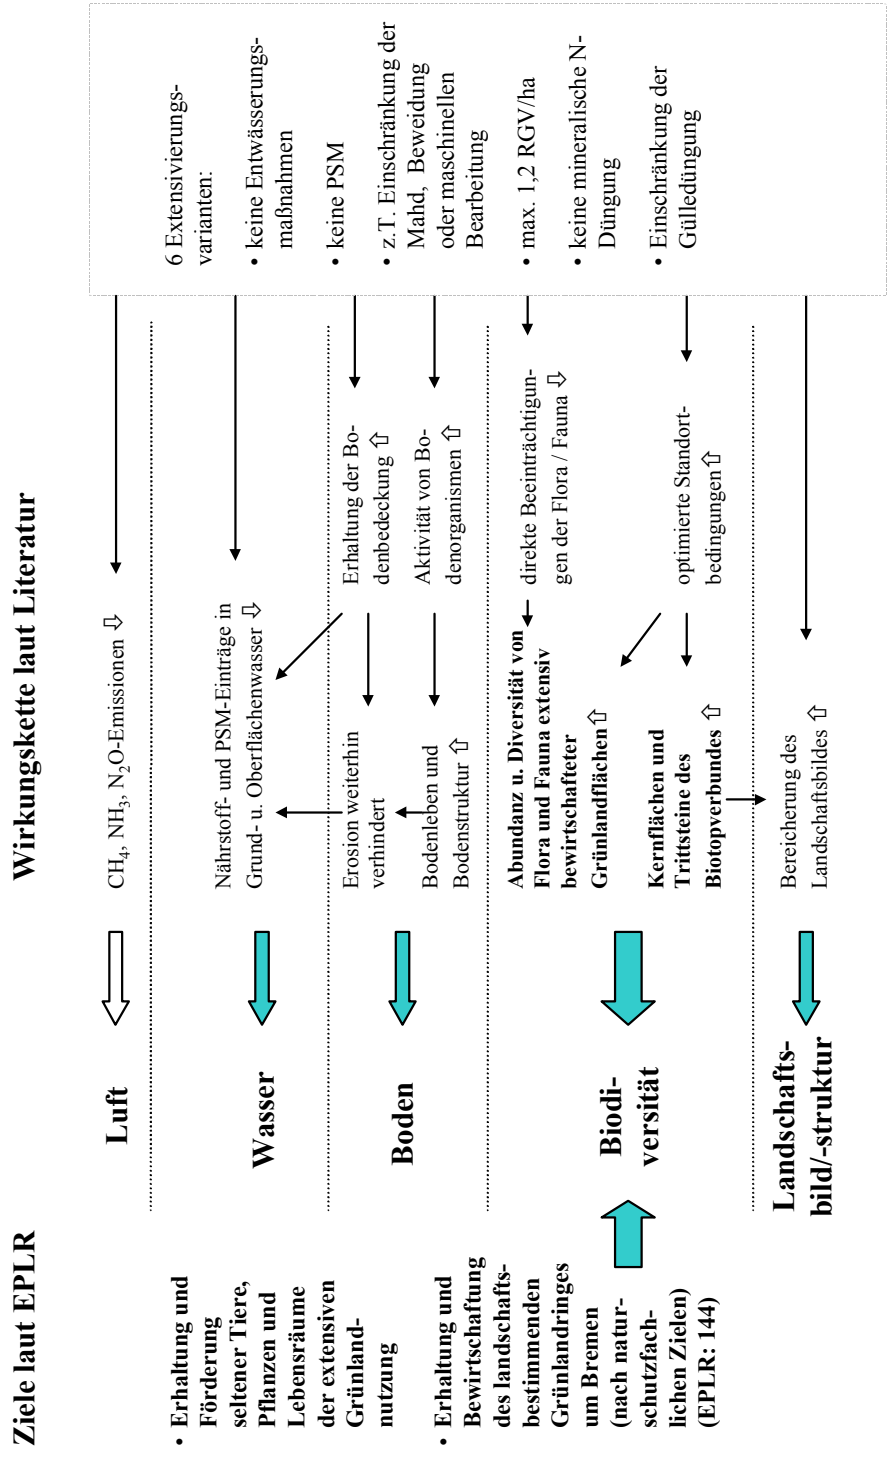 Ziele laut EPLR
• Erhaltung und
Förderung
seltener Tiere,
Pflanzen und
Lebensräume
der extensiven
Grünland-
nutzung
• Erhaltung und
Bewirtschaftung
des landschafts-
bestimmenden
Grünlandringes
um Bremen
(nach natur-
schutzfach-
lichen Zielen)
(EPLR: 144)
Luft
Wasser
Boden
Biodi-
versität
Landschafts-
bild/-struktur
Wirkungskette laut Literatur
CH₄, NH₃, N₂O-Emissionen ⇩
Nährstoff- und PSM-Einträge in
Grund- u. Oberflächenwasser ⇩
Erosion weiterhin
verhindert
Erhaltung der Bo-
denbedeckung ⇧
Bodenleben und
Bodenstruktur ⇧
Aktivität von Bo-
denorganismen ⇧
Abundanz u. Diversität von
Flora und Fauna extensiv
bewirtschafteter
Grünlandflächen ⇧
direkte Beeinträchtigun-
gen der Flora / Fauna ⇩
Kernflächen und
Trittsteine des
Biotopverbundes ⇧
optimierte Standort-
bedingungen ⇧
Bereicherung des
Landschaftsbildes ⇧
6 Extensivierungs-
varianten:
• keine Entwässerungs-
maßnahmen
• keine PSM
• z.T. Einschränkung der
Mahd, Beweidung
oder maschinellen
Bearbeitung
• max. 1,2 RGV/ha
• keine mineralische N-
Düngung
• Einschränkung der
Gülledüngung